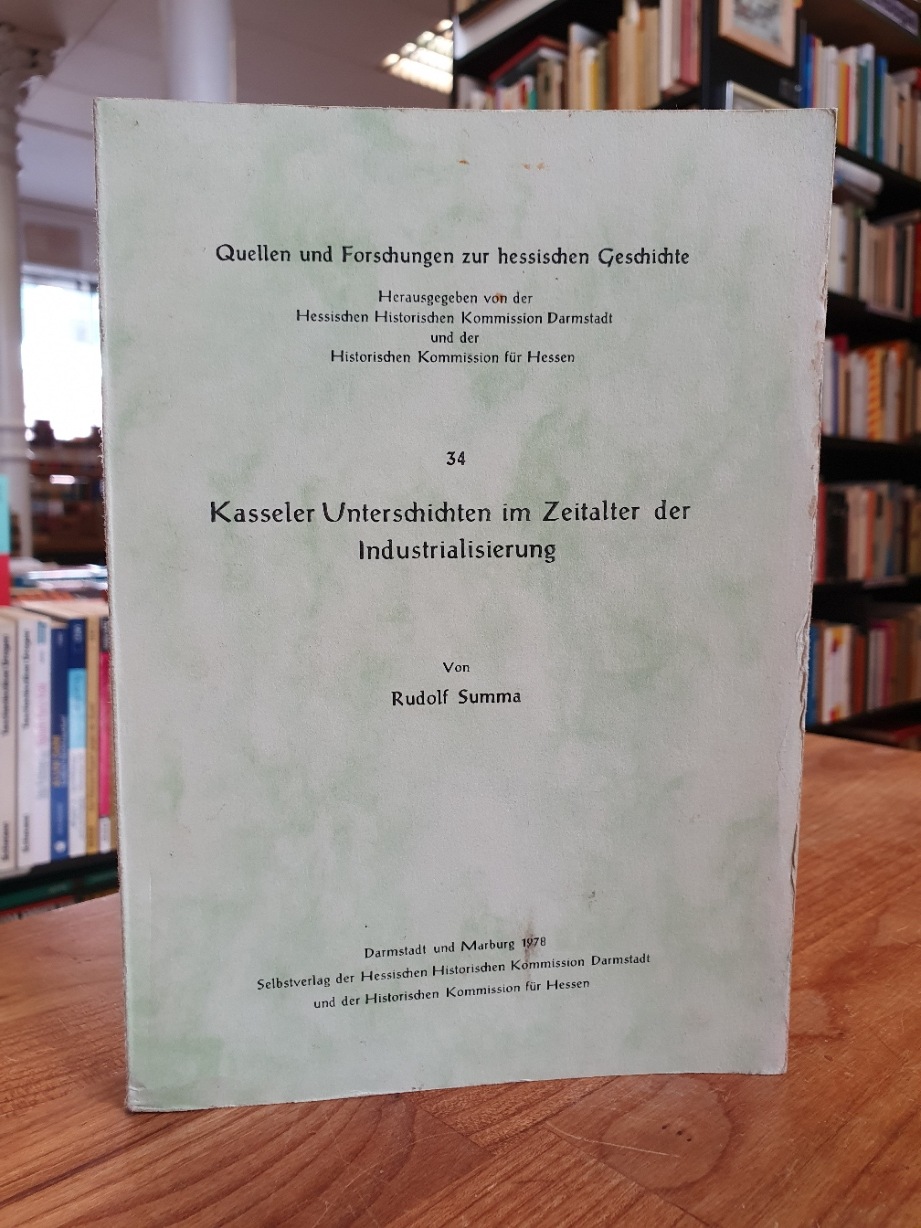 Quellen und Forschungen zur hessischen Geschichte
Herausgegeben von der
Hessischen Historischen Kommission Darmstadt
und der
Historischen Kommission für Hessen
34
Kasseler Unterschichten im Zeitalter der
Industrialisierung
Von
Rudolf Summa
Darmstadt und Marburg 1978
Selbstverlag der Hessischen Historischen Kommission Darmstadt
und der Historischen Kommission für Hessen